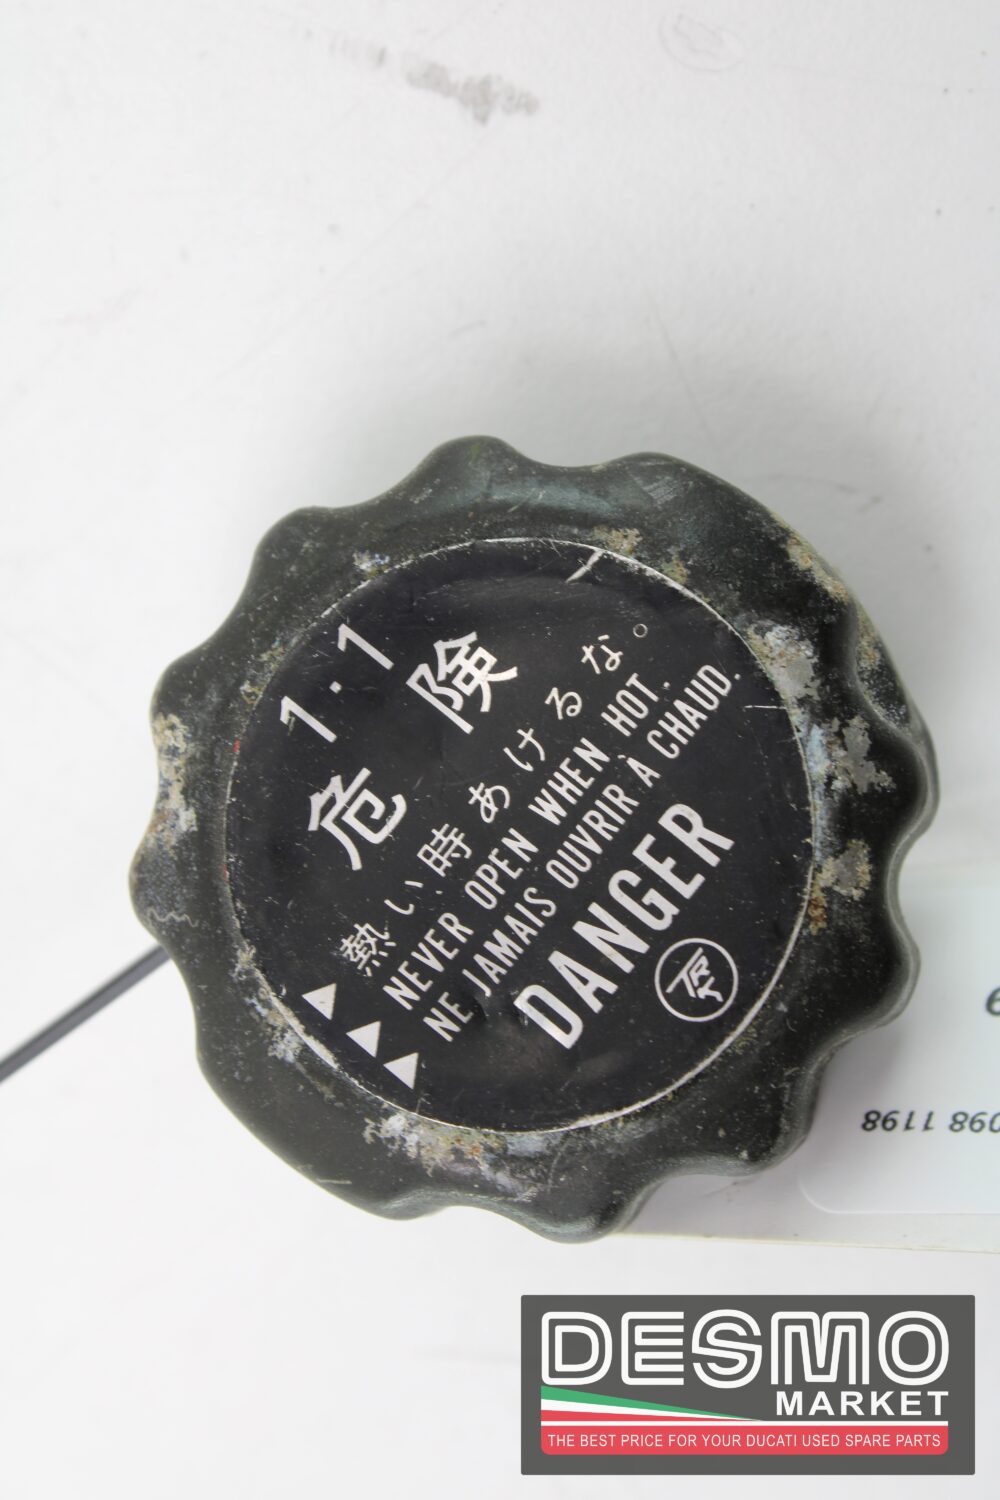 1.1
危険
熱い時あけるな。
NEVER OPEN WHEN HOT.
NE JAMAIS OUVRIR À CHAUD.
DANGER
098 1198
DESMO
MARKET
THE BEST PRICE FOR YOUR DUCATI USED SPARE PARTS